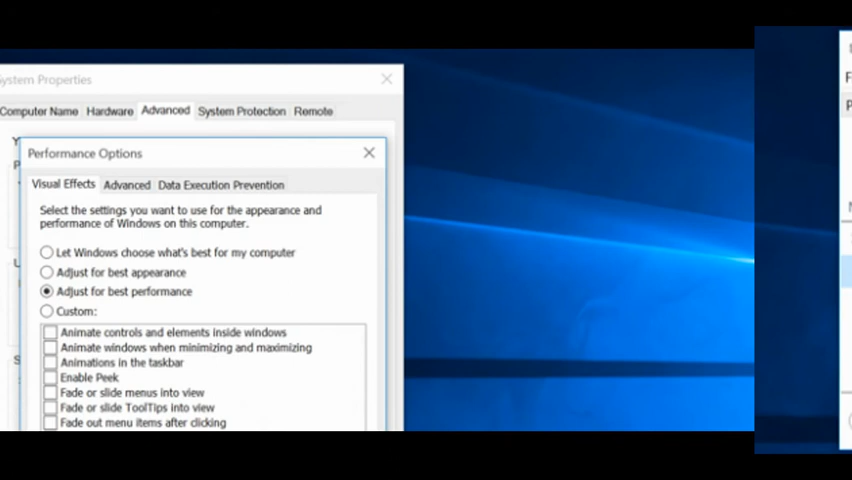 System Properties
Computer Name Hardware Advanced System Protection Remote
Performance Options
Visual Effects Advanced Data Execution Prevention
Select the settings you want to use for the appearance and
performance of Windows on this computer.
Let Windows choose what's best for my computer
Adjust for best appearance
Adjust for best performance
Custom:
Animate controls and elements inside windows
Animate windows when minimizing and maximizing
Animations in the taskbar
Enable Peek
Fade or slide menus into view
Fade or slide ToolTips into view
Fade out menu items after clicking